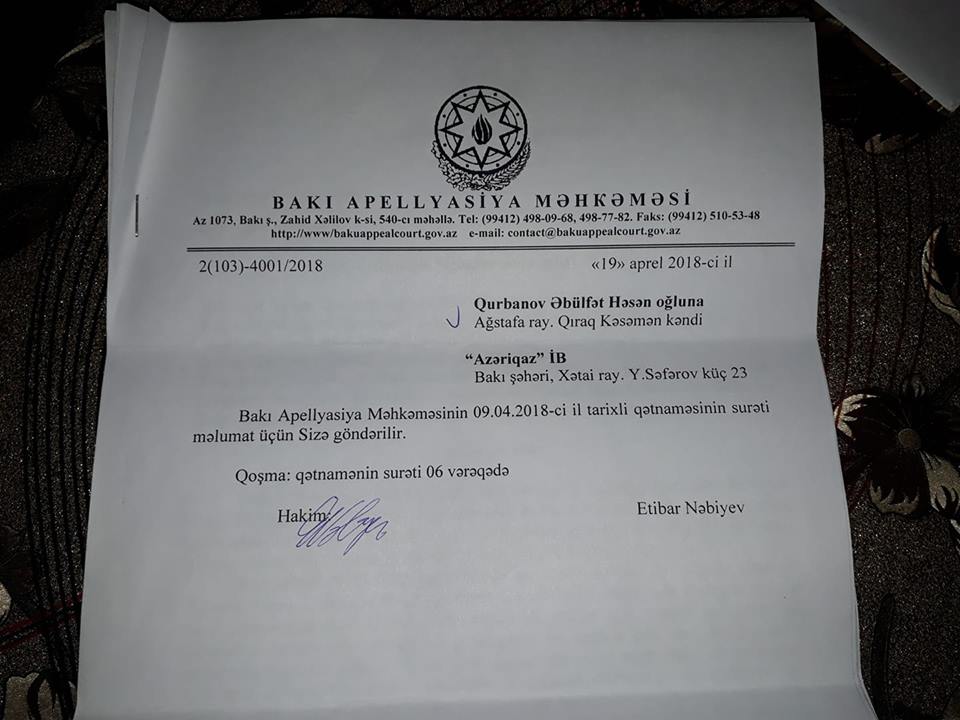 BAKI APELLYASİYA MƏHKƏMƏSİ
Az 1073, Bakı ş., Zahid Xəlilov k-si, 540-cı məhəllə. Tel: (99412) 498-09-68, 498-77-82. Faks: (99412) 510-53-48
http://www/bakuappealcourt.gov.az e-mail: contact@bakuappealcourt.gov.az
2(103)-4001/2018 «19» aprel 2018-ci il
Qurbanov Əbülfət Həsən oğluna
Ağstafa ray. Qıraq Kəsəmən kəndi
“Azəriqaz” İB
Bakı şəhəri, Xətai ray. Y.Səfərov küç 23
Bakı Apellyasiya Məhkəməsinin 09.04.2018-ci il tarixli qətnaməsinin surəti
məlumat üçün Sizə göndərilir.
Qoşma: qətnamənin surəti 06 vərəqdə
Hakim: Etibar Nəbiyev